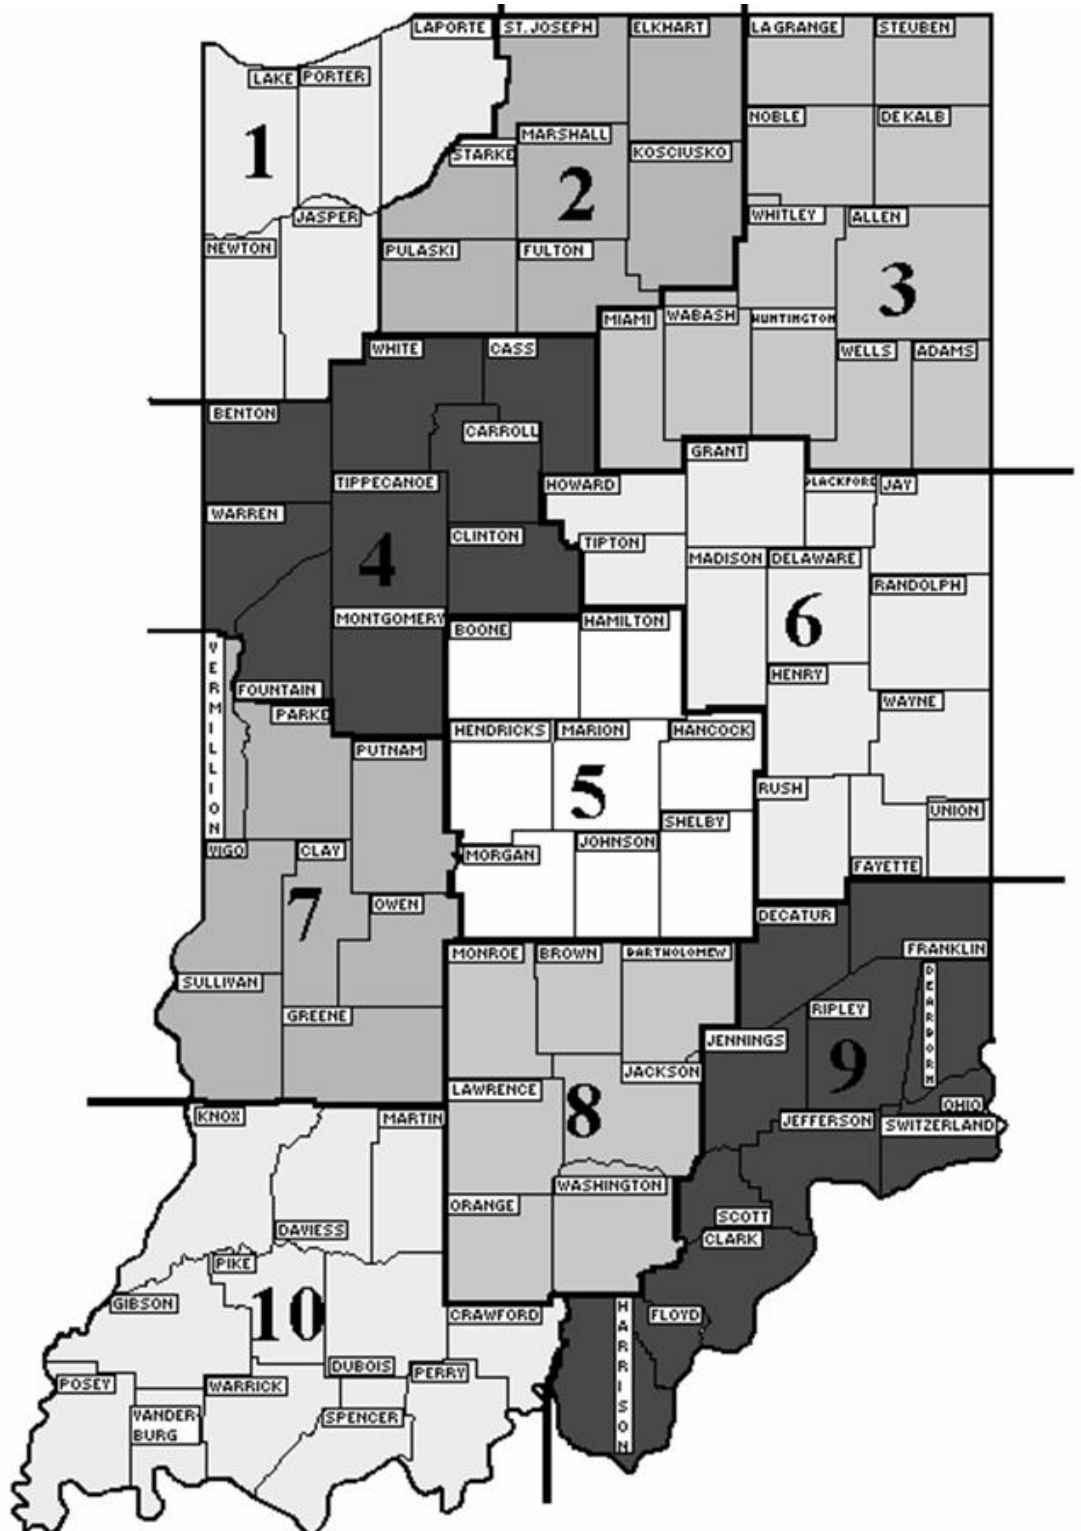 LAPORTE
ST.JOSEPH
ELKHART
LAGRANGE
STEUBEN
LAKE
PORTER
NOBLE
DEKALB
1
MARSHALL
STARKE
KOSCIUSKO
2
JASPER
WHITLEY
ALLEN
NEWTON
PULASKI
FULTON
3
MIAMI
WABASH
HUNTINGTON
WHITE
CASS
WELLS
ADAMS
BENTON
CARROLL
GRANT
TIPPECANOE
HOWARD
BLACKFORD
JAY
WARREN
CLINTON
TIPTON
4
MADISON
DELAWARE
RANDOLPH
MONTGOMERY
BOONE
HAMILTON
6
VERMILLION
FOUNTAIN
HENRY
PARKE
WAYNE
HENDRICKS
MARION
HANCOCK
PUTNAM
5
RUSH
UNION
SHELBY
VIGO
CLAY
MORGAN
JOHNSON
FAYETTE
7
OWEN
DECATUR
MONROE
BROWN
BARTHOLOMEW
FRANKLIN
SULLIVAN
DEARBORN
GREENE
RIPLEY
JENNINGS
9
JACKSON
LAWRENCE
8
OHIO
KNOX
MARTIN
JEFFERSON
SWITZERLAND
WASHINGTON
ORANGE
SCOTT
DAVIESS
CLARK
PIKE
GIBSON
10
CRAWFORD
HARRISON
FLOYD
DUBOIS
PERRY
POSEY
WARRICK
VANDER
BURG
SPENCER